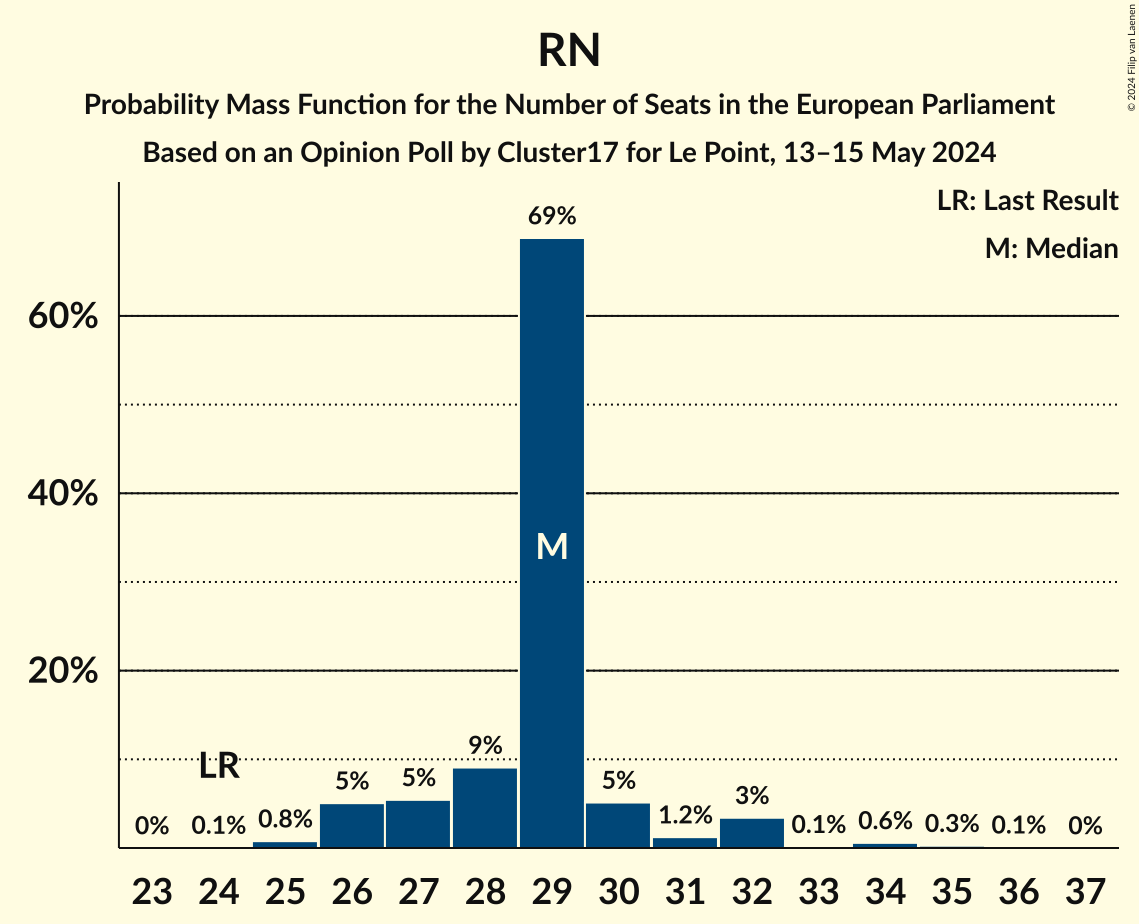 RN
Probability Mass Function for the Number of Seats in the European Parliament
Based on an Opinion Poll by Cluster17 for Le Point, 13–15 May 2024
© 2024 Filip van Laenen
LR: Last Result
M: Median
60%
40%
20%
69%
M
LR
0% 0.1% 0.8% 5% 5% 9% 5% 1.2% 3% 0.1% 0.6% 0.3% 0.1% 0%
23 24 25 26 27 28 29 30 31 32 33 34 35 36 37